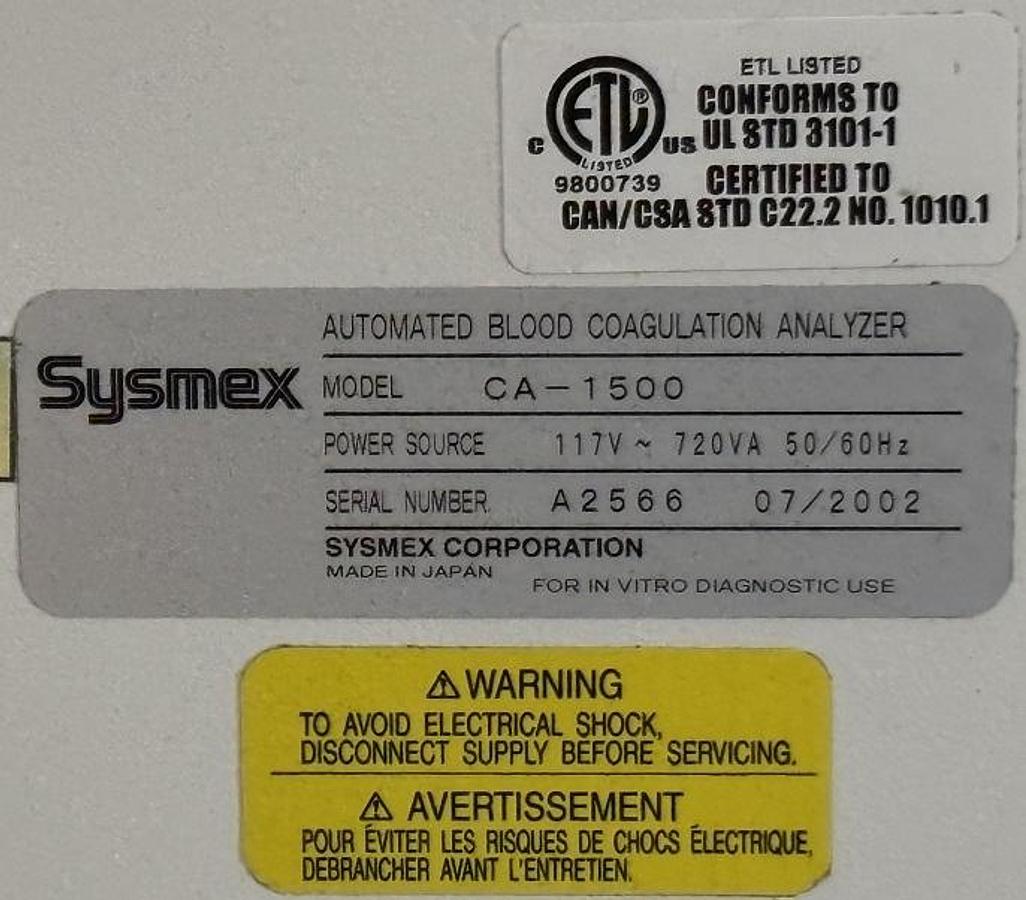 ETL LISTED
CONFORMS TO
UL STD 3101-1
CERTIFIED TO
CAN/CSA STD C22.2 NO. 1010.1
C ETL® US
LISTED
9800739
AUTOMATED BLOOD COAGULATION ANALYZER
Sysmex
MODEL CA-1500
POWER SOURCE 117V ~ 720VA 50/60Hz
SERIAL NUMBER. A2566 07/2002
SYSMEX CORPORATION
MADE IN JAPAN
FOR IN VITRO DIAGNOSTIC USE
⚠ WARNING
TO AVOID ELECTRICAL SHOCK,
DISCONNECT SUPPLY BEFORE SERVICING.
⚠ AVERTISSEMENT
POUR ÉVITER LES RISQUES DE CHOCS ÉLECTRIQUE,
DEBRANCHER AVANT L'ENTRETIEN.